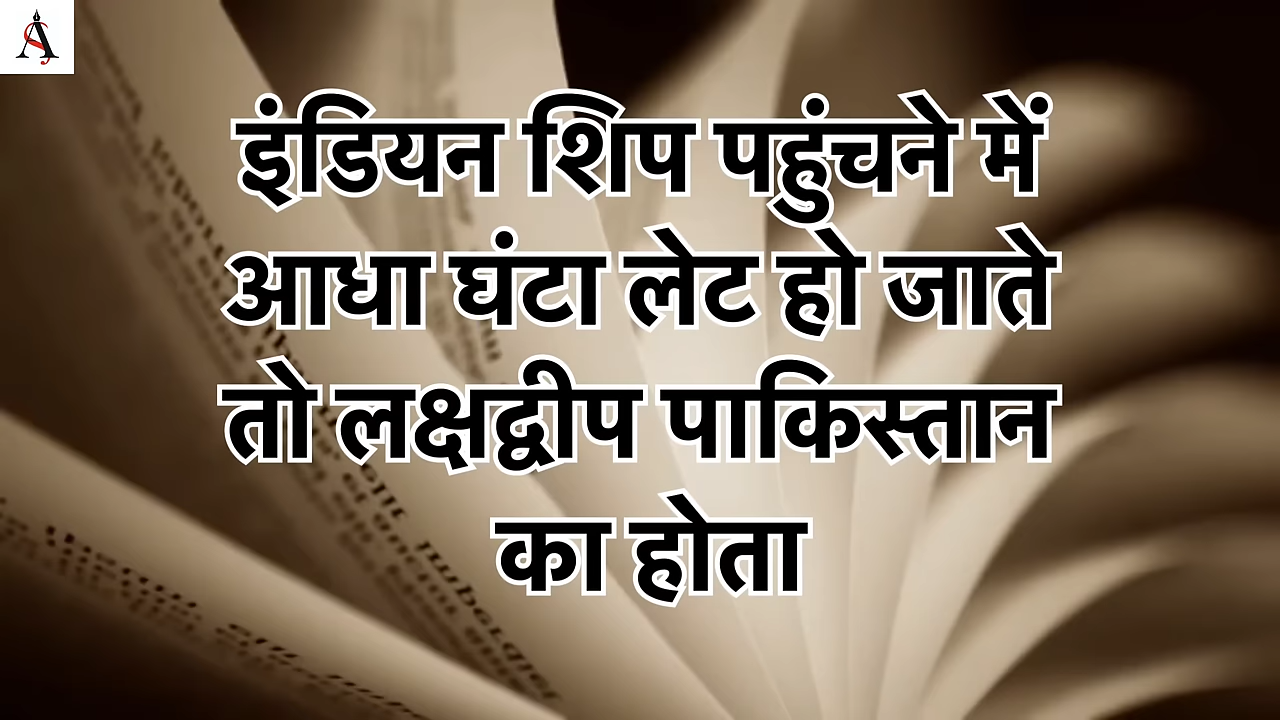 इंडियन शिप पहुंचने में
आधा घंटा लेट हो जाते
तो लक्षद्वीप पाकिस्तान
का होता